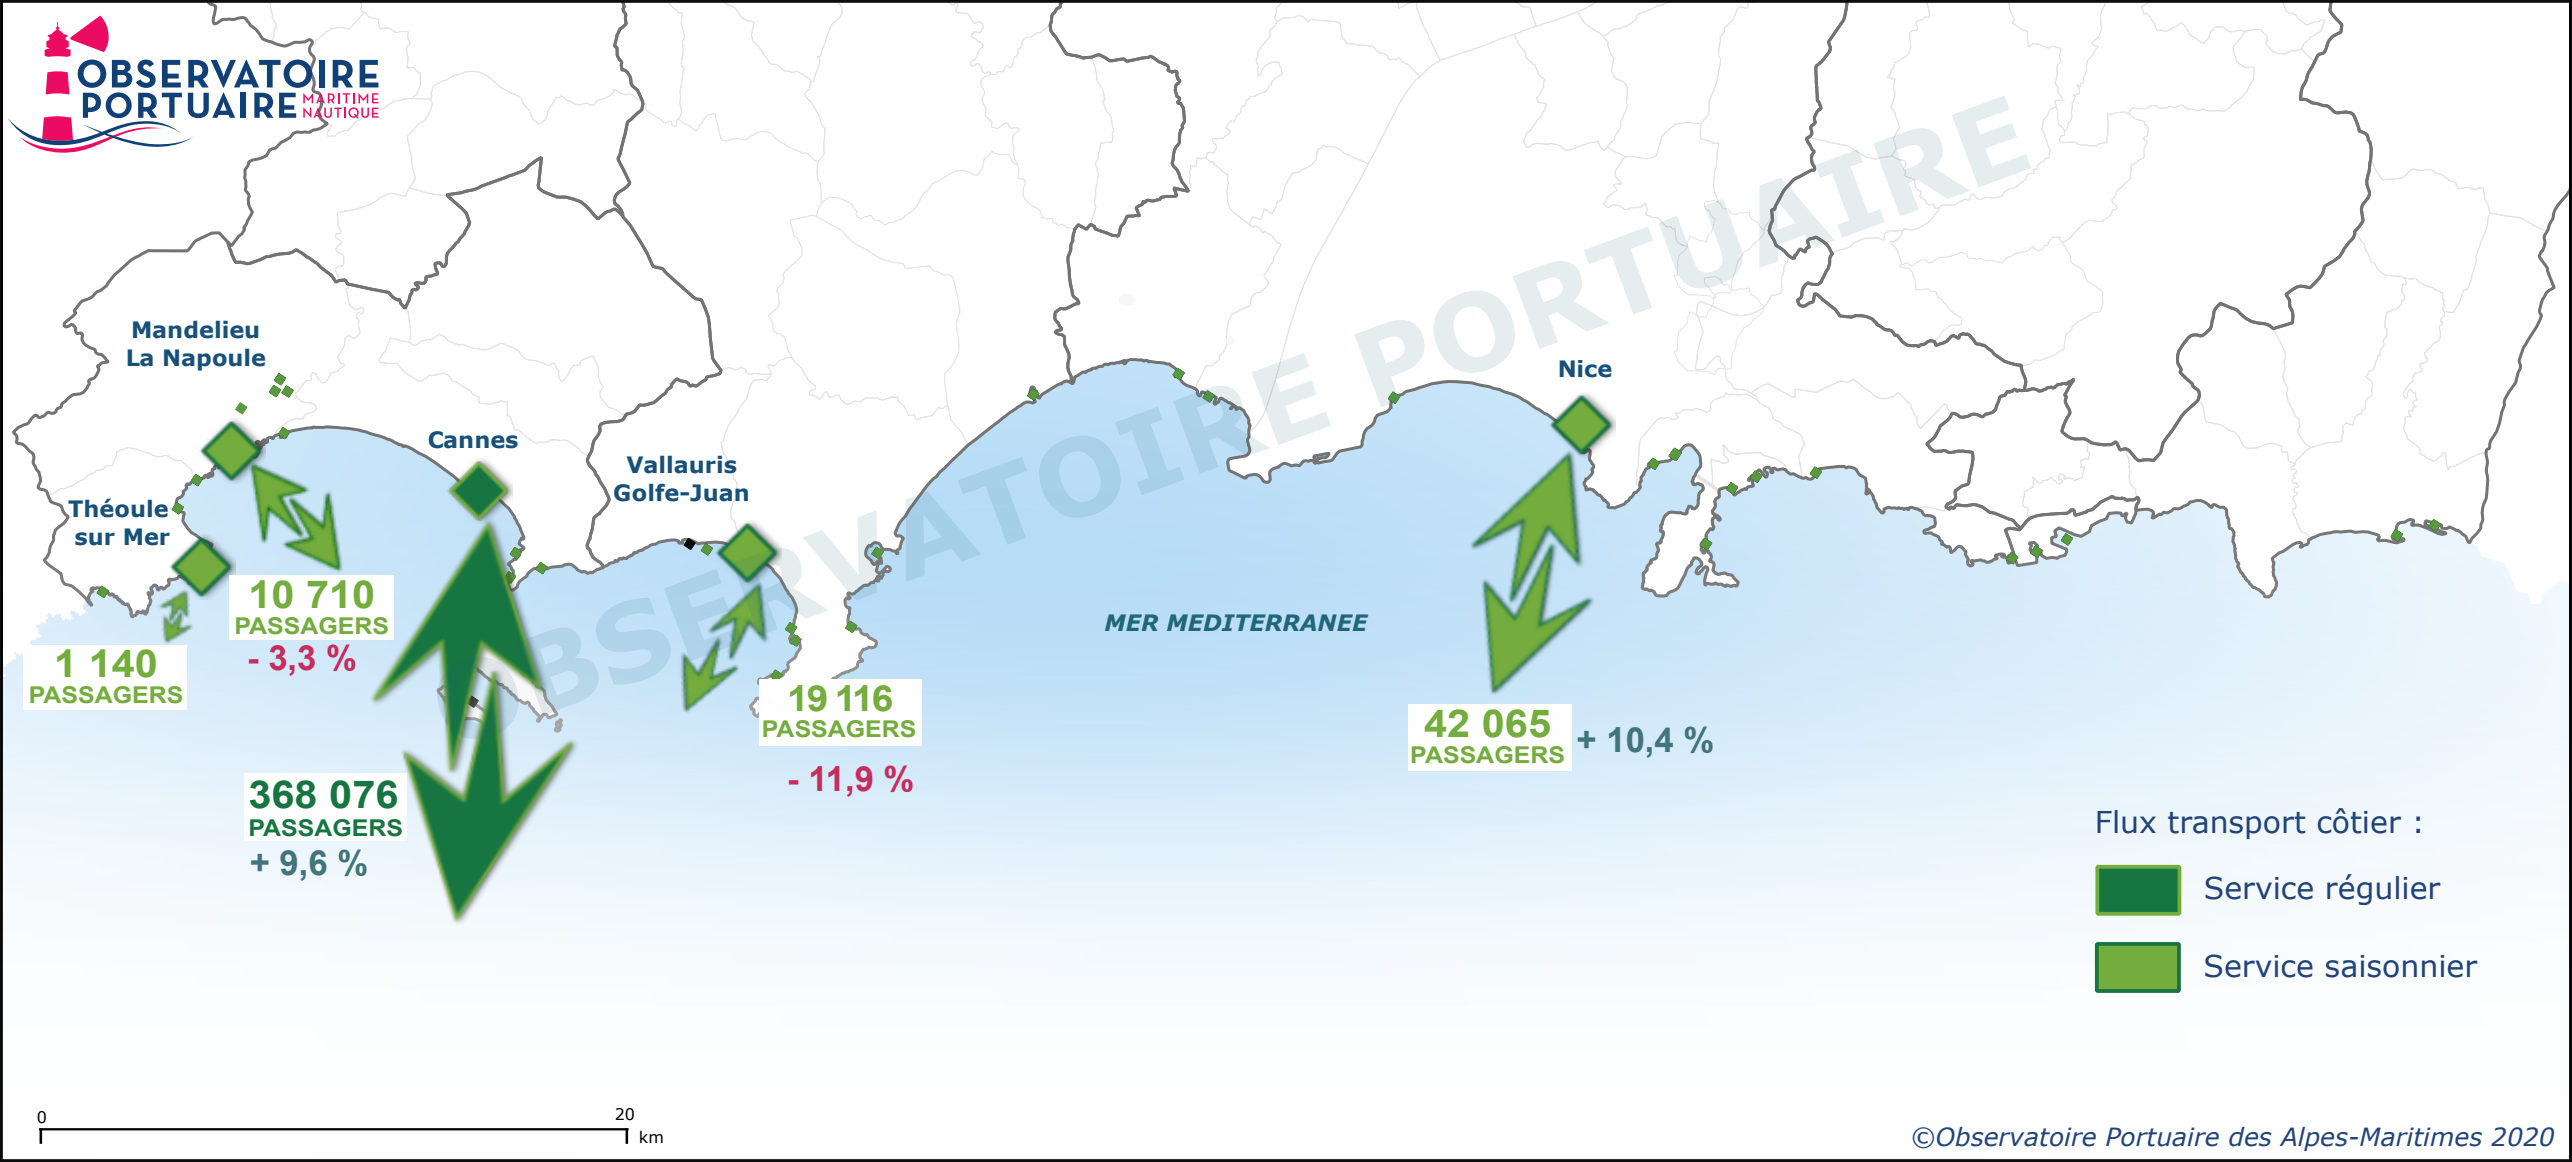 OBSERVATOIRE
PORTUAIRE MARITIME
NAUTIQUE
OBSERVATOIRE PORTUAIRE
Mandelieu
La Napoule
Nice
Cannes
Vallauris
Golfe-Juan
Théoule
sur Mer
10 710
PASSAGERS
- 3,3 %
1 140
PASSAGERS
MER MEDITERRANEE
19 116
PASSAGERS
- 11,9 %
42 065
PASSAGERS
+ 10,4 %
368 076
PASSAGERS
+ 9,6 %
Flux transport côtier :
Service régulier
Service saisonnier
0 20
km
©Observatoire Portuaire des Alpes-Maritimes 2020